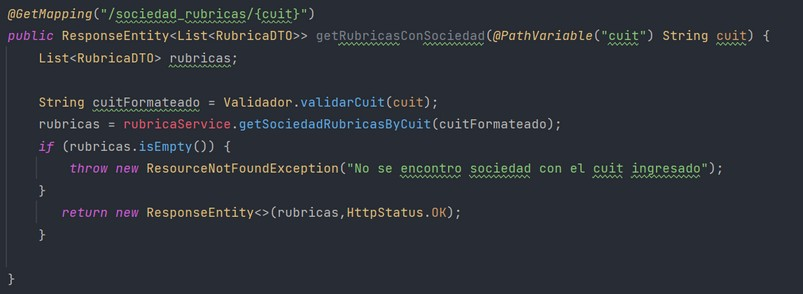 @GetMapping("/sociedad_rubricas/{cuit}")
public ResponseEntity<List<RubricaDTO>> getRubricasConSociedad(@PathVariable("cuit") String cuit) {
    List<RubricaDTO> rubricas;
    String cuitFormateado = Validador.validarCuit(cuit);
    rubricas = rubricaService.getSociedadRubricasByCuit(cuitFormateado);
    if (rubricas.isEmpty()) {
        throw new ResourceNotFoundException("No se encontro sociedad con el cuit ingresado");
    }
       return new ResponseEntity<>(rubricas,HttpStatus.OK);
    }
}